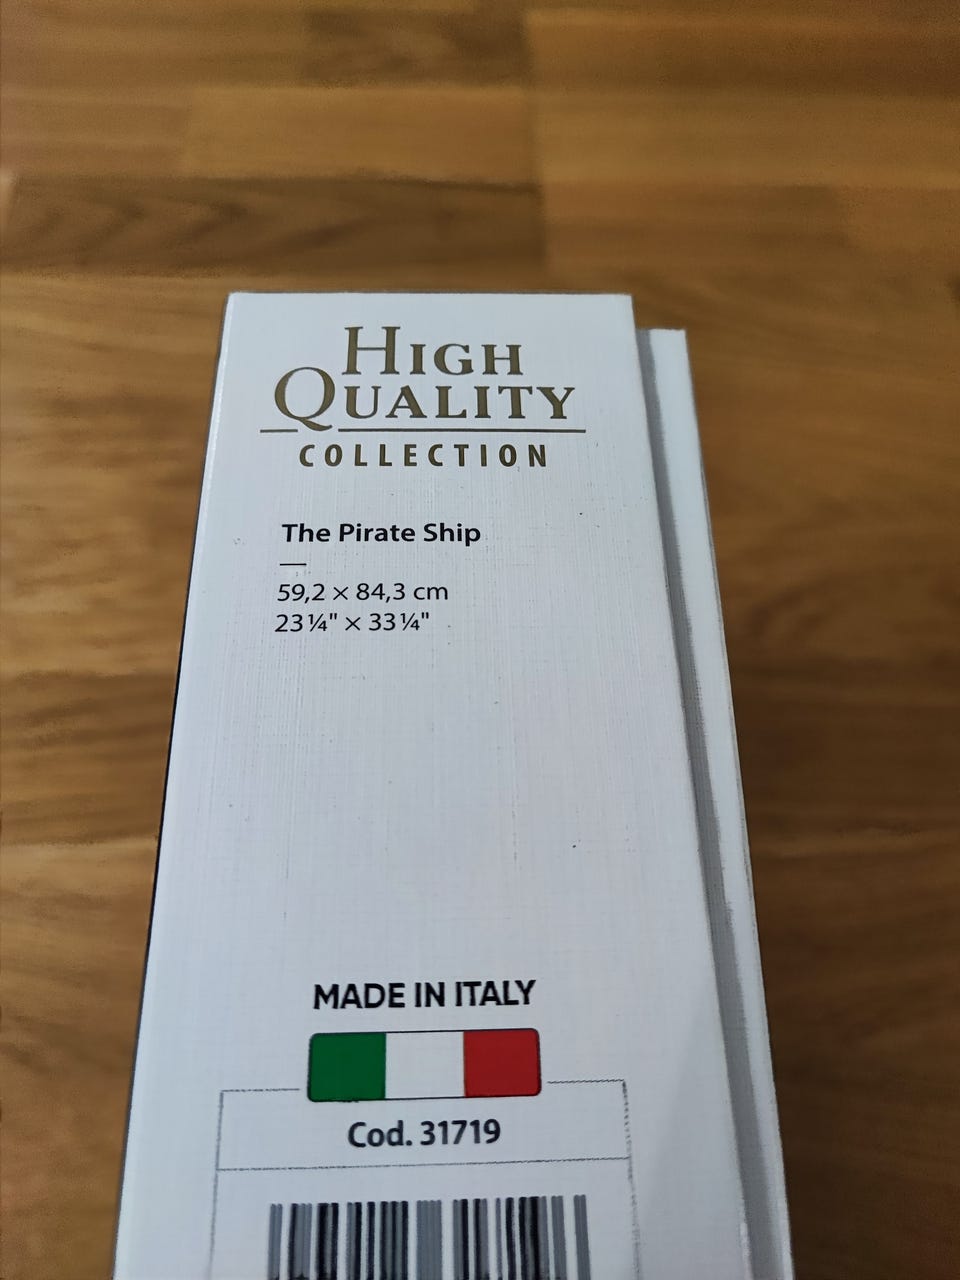 HIGH
QUALITY
COLLECTION
The Pirate Ship
59,2 × 84,3 cm
23 ¼" × 33 ¼"
MADE IN ITALY
Cod. 31719